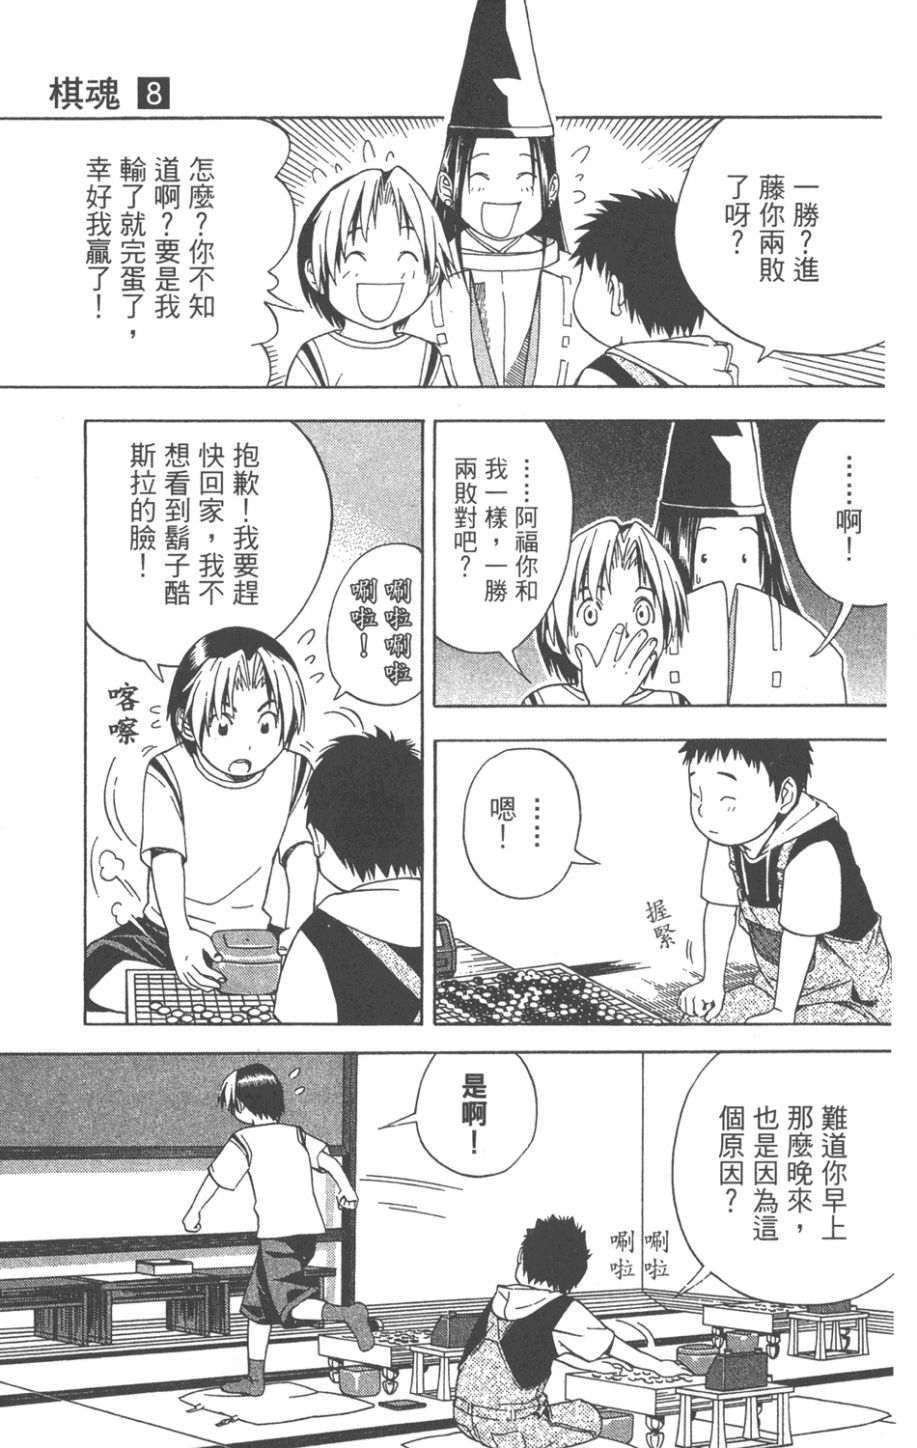 棋魂 8
一勝?進
藤你兩敗
了呀?
怎麼?你不知
道啊?要是我
輸了就完蛋了,
幸好我贏了!
……啊!
……阿福你和
我一樣,一勝
兩敗對吧?
唰啦唰啦
唰啦!
抱歉!我要趕
快回家,我不
想看到鬍子酷
斯拉的臉!
喀嚓
……
嗯!
握緊
難道你早上
那麼晚來,
也是因為這
個原因?
唰啦
唰啦
是啊!